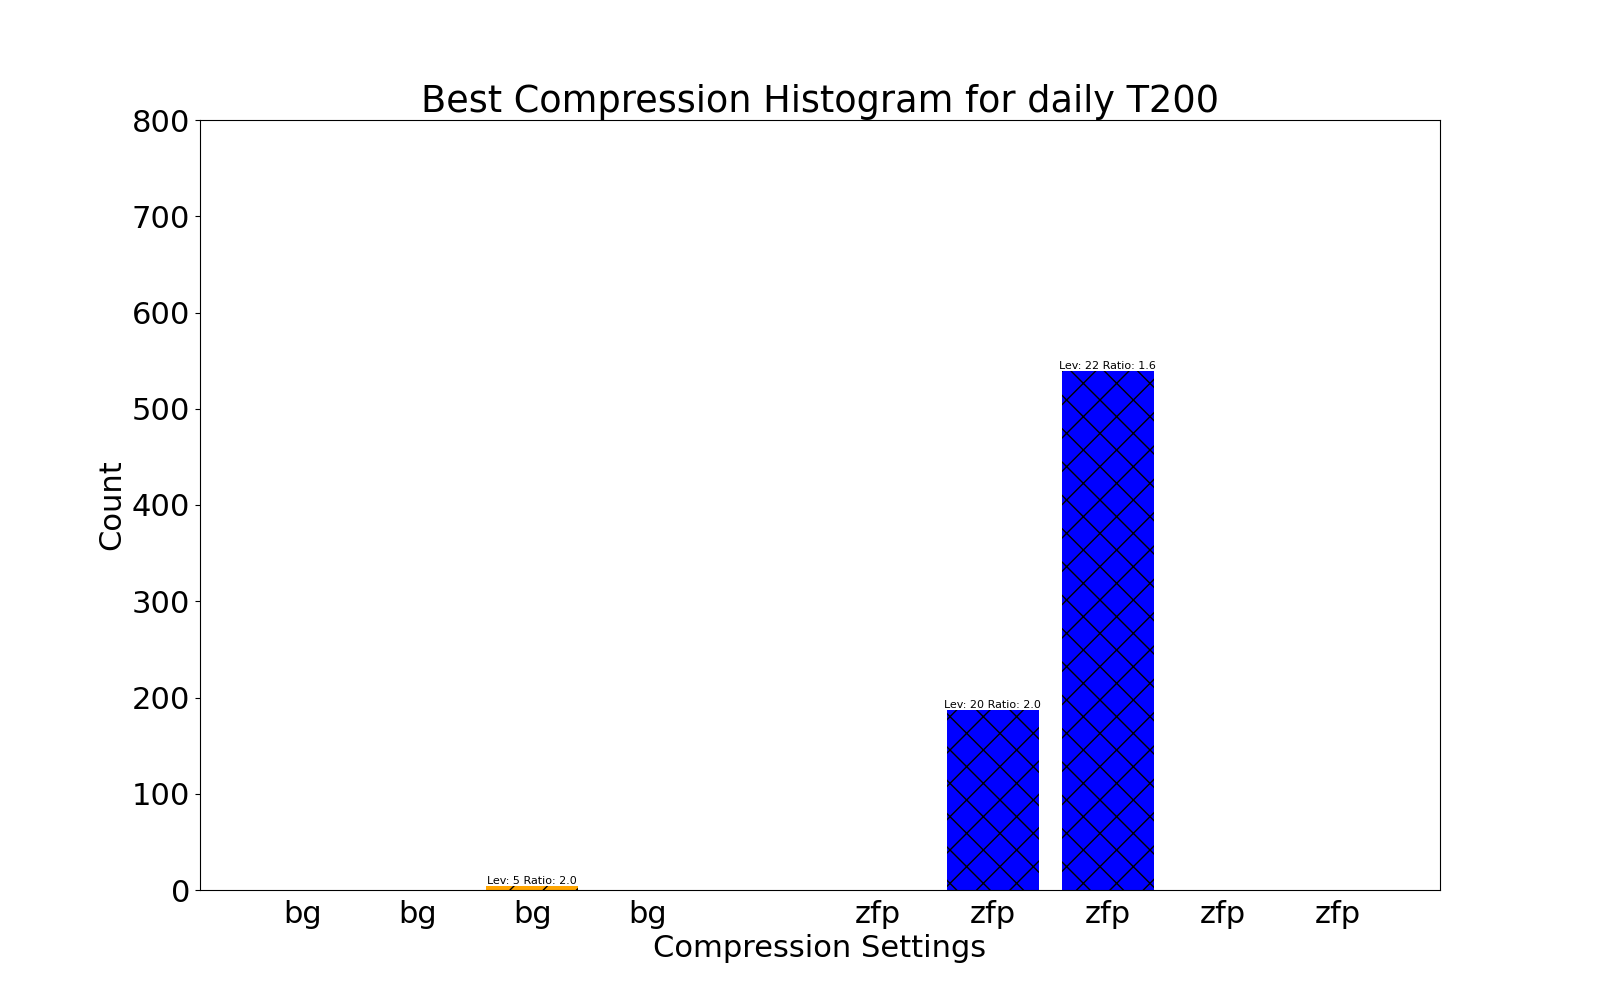 Best Compression Histogram for daily T200
800
700
600
500
400
300
200
100
0
Count
Lev: 22 Ratio: 1.6
Lev: 20 Ratio: 2.0
Lev: 5 Ratio: 2.0
bg bg bg bg zfp zfp zfp zfp zfp
Compression Settings